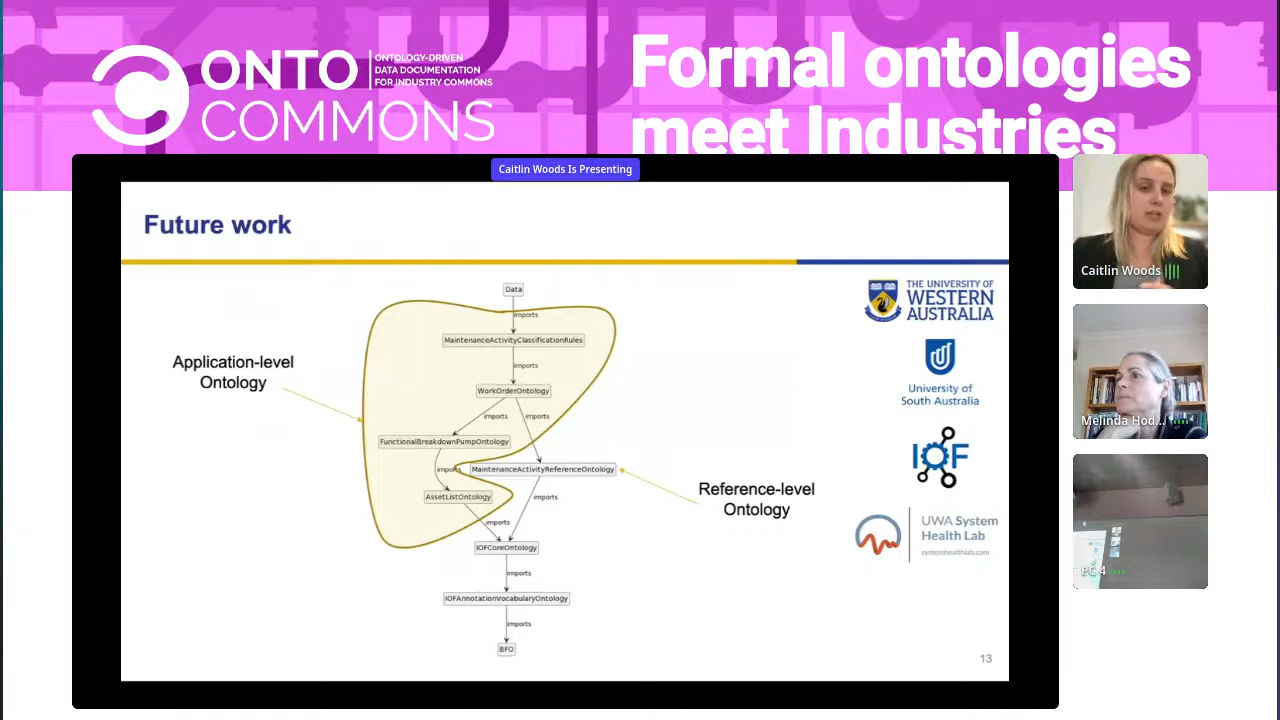 ONTO
COMMONS
ONTOLOGY-DRIVEN
DATA DOCUMENTATION
FOR INDUSTRY COMMONS
Formal ontologies
meet Industries
Caitlin Woods Is Presenting
Future work
Application-level
Ontology
Data
imports
MaintenanceActivityClassificationRules
imports
WorkOrderOntology
imports
imports
FunctionalBreakdownPumpOntology
imports
MaintenanceActivityReferenceOntology
AssetListOntology
imports
imports
IOFCoreOntology
imports
IOFAnnotationVocabularyOntology
imports
BFO
Reference-level
Ontology
THE UNIVERSITY OF
WESTERN
AUSTRALIA
University of
South Australia
IOF
UWA System
Health Lab
systemhealthlab.com
13
Caitlin Woods
Melinda Hod...
PC 4